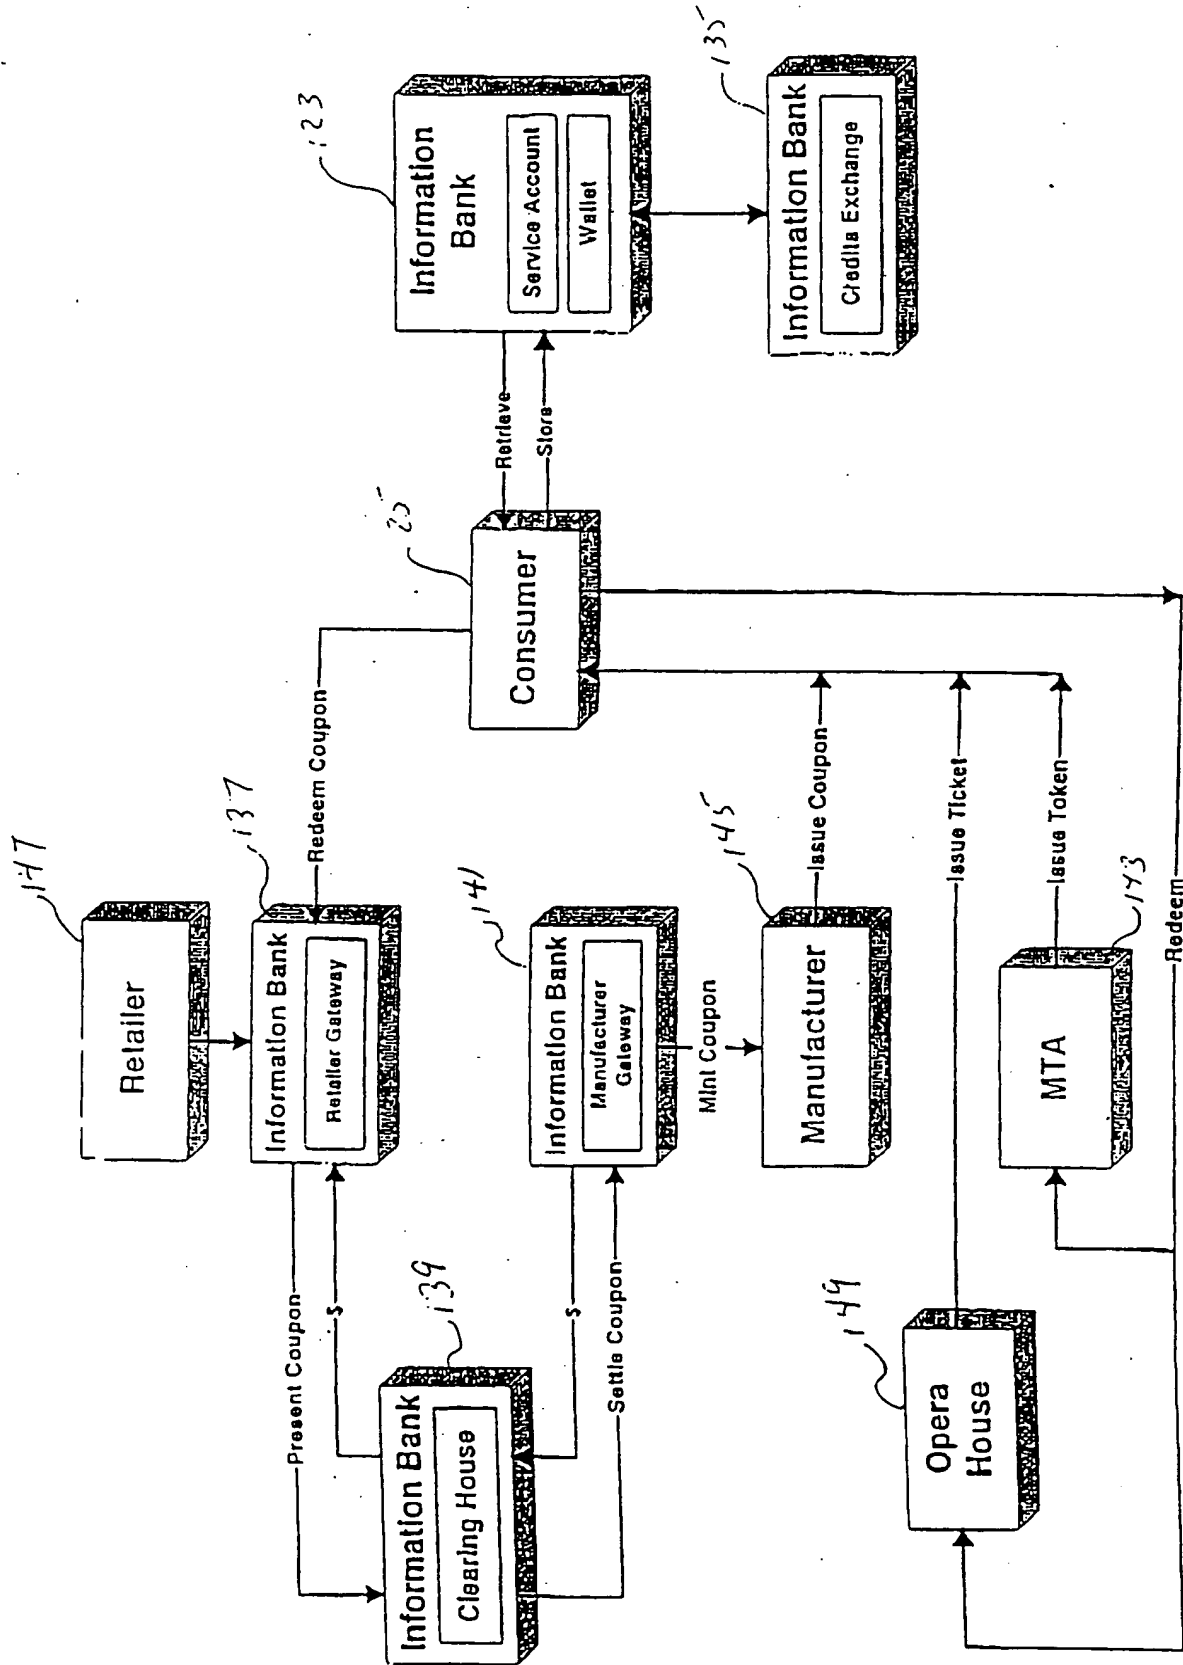 Retailer
147
Information Bank
Retailer Gateway
137
Present Coupon
$
Redeem Coupon
Information Bank
Clearing House
139
$
Settle Coupon
Information Bank
Manufacturer
Gateway
141
Mint Coupon
Manufacturer
145
Issue Coupon
Consumer
25
Retrieve
Store
Information
Bank
Service Account
Wallet
123
Information Bank
Credits Exchange
135
Opera
House
149
Issue Ticket
MTA
143
Issue Token
Redeem